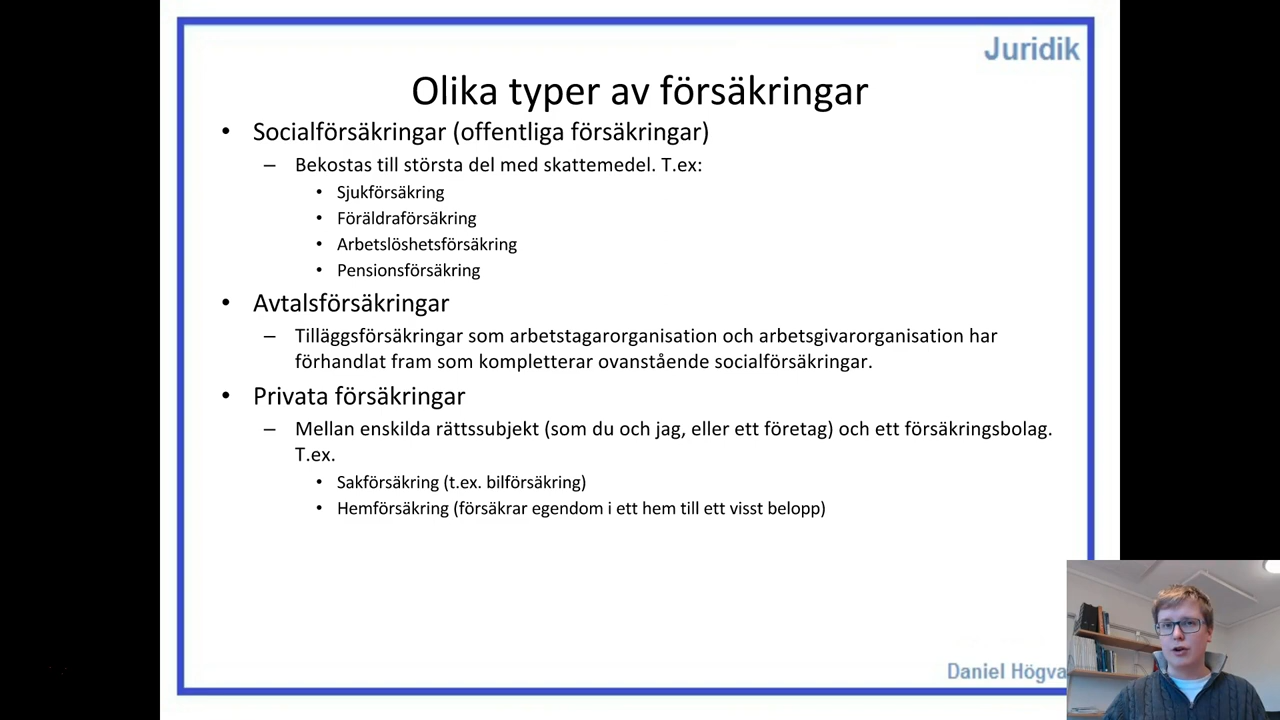 Juridik
Olika typer av försäkringar
• Socialförsäkringar (offentliga försäkringar)
– Bekostas till största del med skattemedel. T.ex:
• Sjukförsäkring
• Föräldraförsäkring
• Arbetslöshetsförsäkring
• Pensionsförsäkring
• Avtalsförsäkringar
– Tilläggsförsäkringar som arbetstagarorganisation och arbetsgivarorganisation har
förhandlat fram som kompletterar ovanstående socialförsäkringar.
• Privata försäkringar
– Mellan enskilda rättssubjekt (som du och jag, eller ett företag) och ett försäkringsbolag.
T.ex.
• Sakförsäkring (t.ex. bilförsäkring)
• Hemförsäkring (försäkrar egendom i ett hem till ett visst belopp)
Daniel